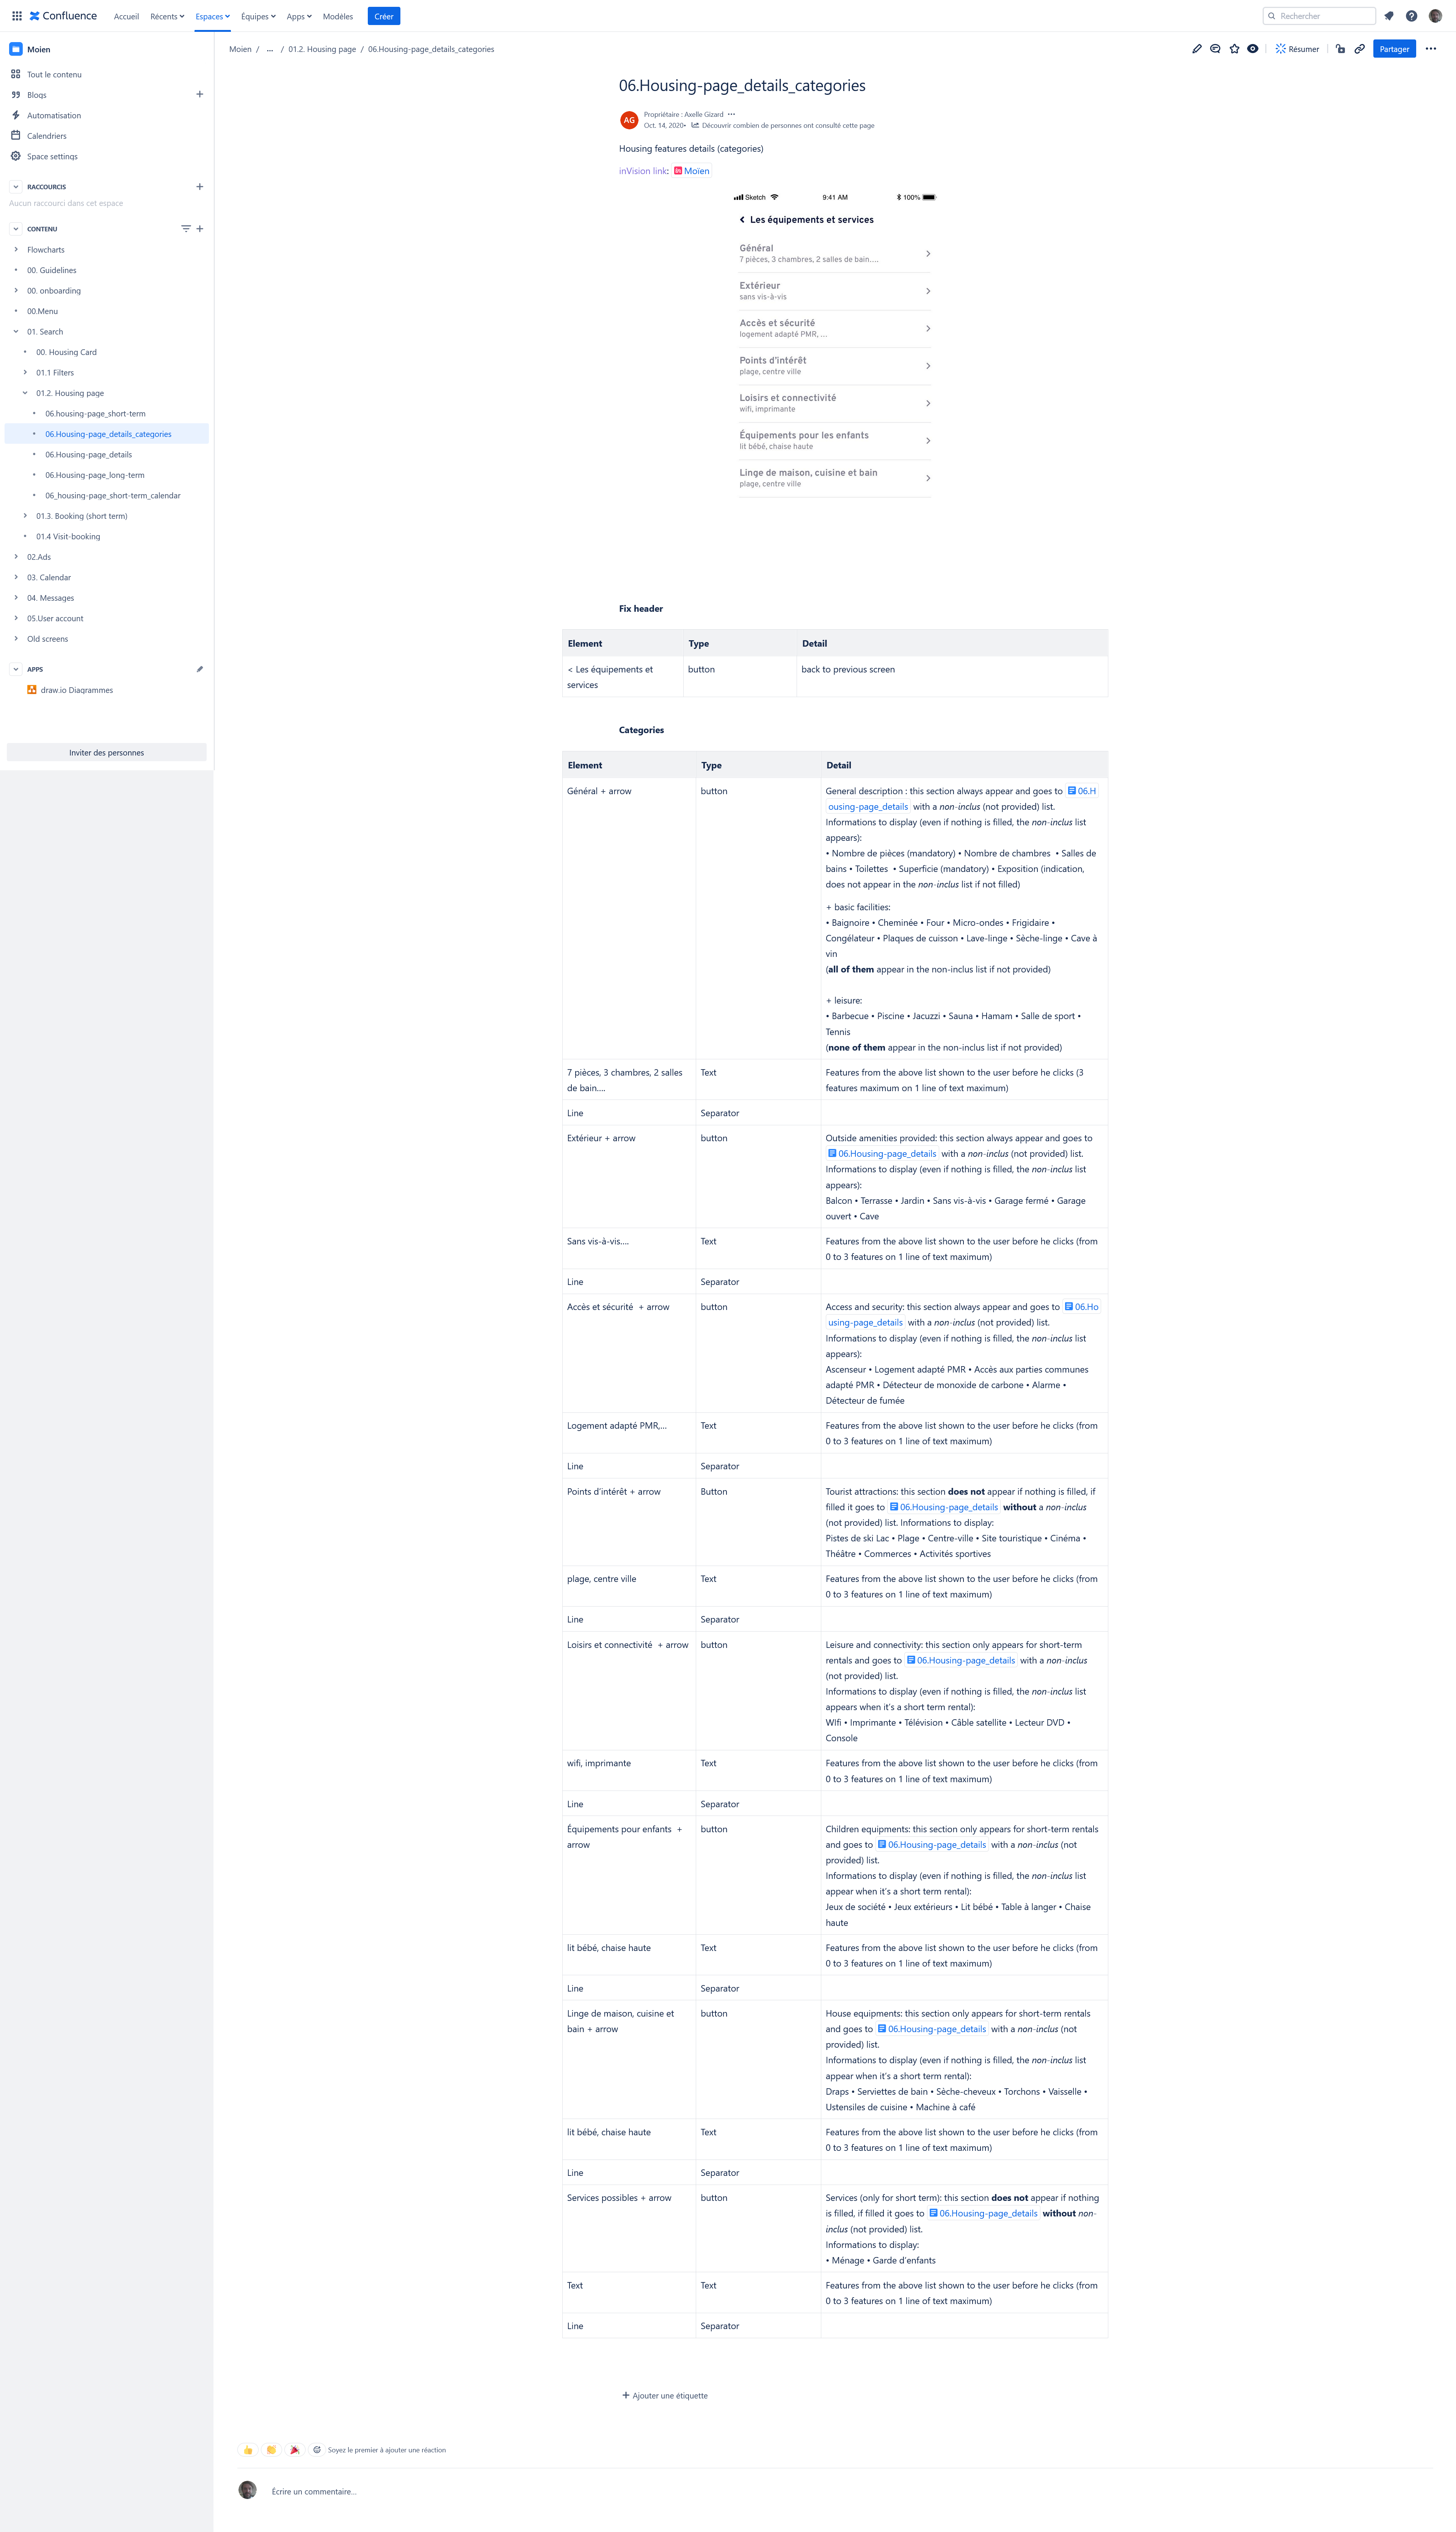 Confluence
Accueil
Récents
Espaces
Équipes
Apps
Modèles
Créer
Rechercher
Moien
Tout le contenu
Blogs
Automatisation
Calendriers
Space settings
RACCOURCIS
Aucun raccourci dans cet espace
CONTENU
Flowcharts
00. Guidelines
00. onboarding
00.Menu
01. Search
00. Housing Card
01.1 Filters
01.2. Housing page
06.housing-page_short-term
06.Housing-page_details_categories
06.Housing-page_details
06.Housing-page_long-term
06_housing-page_short-term_calendar
01.3. Booking (short term)
01.4 Visit-booking
02.Ads
03. Calendar
04. Messages
05.User account
Old screens
APPS
draw.io Diagrammes
Inviter des personnes
Moien / ... / 01.2. Housing page / 06.Housing-page_details_categories
Résumer
Partager
06.Housing-page_details_categories
AG
Propriétaire : Axelle Gizard
Oct. 14, 2020• Découvrir combien de personnes ont consulté cette page
Housing features details (categories)
inVision link: in Moïen
Sketch 9:41 AM 100%
Les équipements et services
Général
7 pièces, 3 chambres, 2 salles de bain....
Extérieur
sans vis-à-vis
Accès et sécurité
logement adapté PMR, ...
Points d'intérêt
plage, centre ville
Loisirs et connectivité
wifi, imprimante
Équipements pour les enfants
lit bébé, chaise haute
Linge de maison, cuisine et bain
plage, centre ville
Fix header
Element Type Detail
< Les équipements et
services
button
back to previous screen
Categories
Element Type Detail
Général + arrow
button
General description : this section always appear and goes to 06.H
ousing-page_details with a non-inclus (not provided) list.
Informations to display (even if nothing is filled, the non-inclus list
appears):
• Nombre de pièces (mandatory) • Nombre de chambres • Salles de
bains • Toilettes • Superficie (mandatory) • Exposition (indication,
does not appear in the non-inclus list if not filled)
+ basic facilities:
• Baignoire • Cheminée • Four • Micro-ondes • Frigidaire •
Congélateur • Plaques de cuisson • Lave-linge • Sèche-linge • Cave à
vin
(all of them appear in the non-inclus list if not provided)
+ leisure:
• Barbecue • Piscine • Jacuzzi • Sauna • Hamam • Salle de sport •
Tennis
(none of them appear in the non-inclus list if not provided)
7 pièces, 3 chambres, 2 salles
de bain....
Text
Features from the above list shown to the user before he clicks (3
features maximum on 1 line of text maximum)
Line
Separator
Extérieur + arrow
button
Outside amenities provided: this section always appear and goes to
06.Housing-page_details with a non-inclus (not provided) list.
Informations to display (even if nothing is filled, the non-inclus list
appears):
Balcon • Terrasse • Jardin • Sans vis-à-vis • Garage fermé • Garage
ouvert • Cave
Sans vis-à-vis....
Text
Features from the above list shown to the user before he clicks (from
0 to 3 features on 1 line of text maximum)
Line
Separator
Accès et sécurité + arrow
button
Access and security: this section always appear and goes to 06.Ho
using-page_details with a non-inclus (not provided) list.
Informations to display (even if nothing is filled, the non-inclus list
appears):
Ascenseur • Logement adapté PMR • Accès aux parties communes
adapté PMR • Détecteur de monoxide de carbone • Alarme •
Détecteur de fumée
Logement adapté PMR,...
Text
Features from the above list shown to the user before he clicks (from
0 to 3 features on 1 line of text maximum)
Line
Separator
Points d'intérêt + arrow
Button
Tourist attractions: this section does not appear if nothing is filled, if
filled it goes to 06.Housing-page_details without a non-inclus
(not provided) list. Informations to display:
Pistes de ski Lac • Plage • Centre-ville • Site touristique • Cinéma •
Théâtre • Commerces • Activités sportives
plage, centre ville
Text
Features from the above list shown to the user before he clicks (from
0 to 3 features on 1 line of text maximum)
Line
Separator
Loisirs et connectivité + arrow
button
Leisure and connectivity: this section only appears for short-term
rentals and goes to 06.Housing-page_details with a non-inclus
(not provided) list.
Informations to display (even if nothing is filled, the non-inclus list
appears when it's a short term rental):
WIfi • Imprimante • Télévision • Câble satellite • Lecteur DVD •
Console
wifi, imprimante
Text
Features from the above list shown to the user before he clicks (from
0 to 3 features on 1 line of text maximum)
Line
Separator
Équipements pour enfants +
arrow
button
Children equipments: this section only appears for short-term rentals
and goes to 06.Housing-page_details with a non-inclus (not
provided) list.
Informations to display (even if nothing is filled, the non-inclus list
appear when it's a short term rental):
Jeux de société • Jeux extérieurs • Lit bébé • Table à langer • Chaise
haute
lit bébé, chaise haute
Text
Features from the above list shown to the user before he clicks (from
0 to 3 features on 1 line of text maximum)
Line
Separator
Linge de maison, cuisine et
bain + arrow
button
House equipments: this section only appears for short-term rentals
and goes to 06.Housing-page_details with a non-inclus (not
provided) list.
Informations to display (even if nothing is filled, the non-inclus list
appear when it's a short term rental):
Draps • Serviettes de bain • Sèche-cheveux • Torchons • Vaisselle •
Ustensiles de cuisine • Machine à café
lit bébé, chaise haute
Text
Features from the above list shown to the user before he clicks (from
0 to 3 features on 1 line of text maximum)
Line
Separator
Services possibles + arrow
button
Services (only for short term): this section does not appear if nothing
is filled, if filled it goes to 06.Housing-page_details without non-
inclus (not provided) list.
Informations to display:
• Ménage • Garde d'enfants
Text
Text
Features from the above list shown to the user before he clicks (from
0 to 3 features on 1 line of text maximum)
Line
Separator
Ajouter une étiquette
Soyez le premier à ajouter une réaction
Écrire un commentaire...